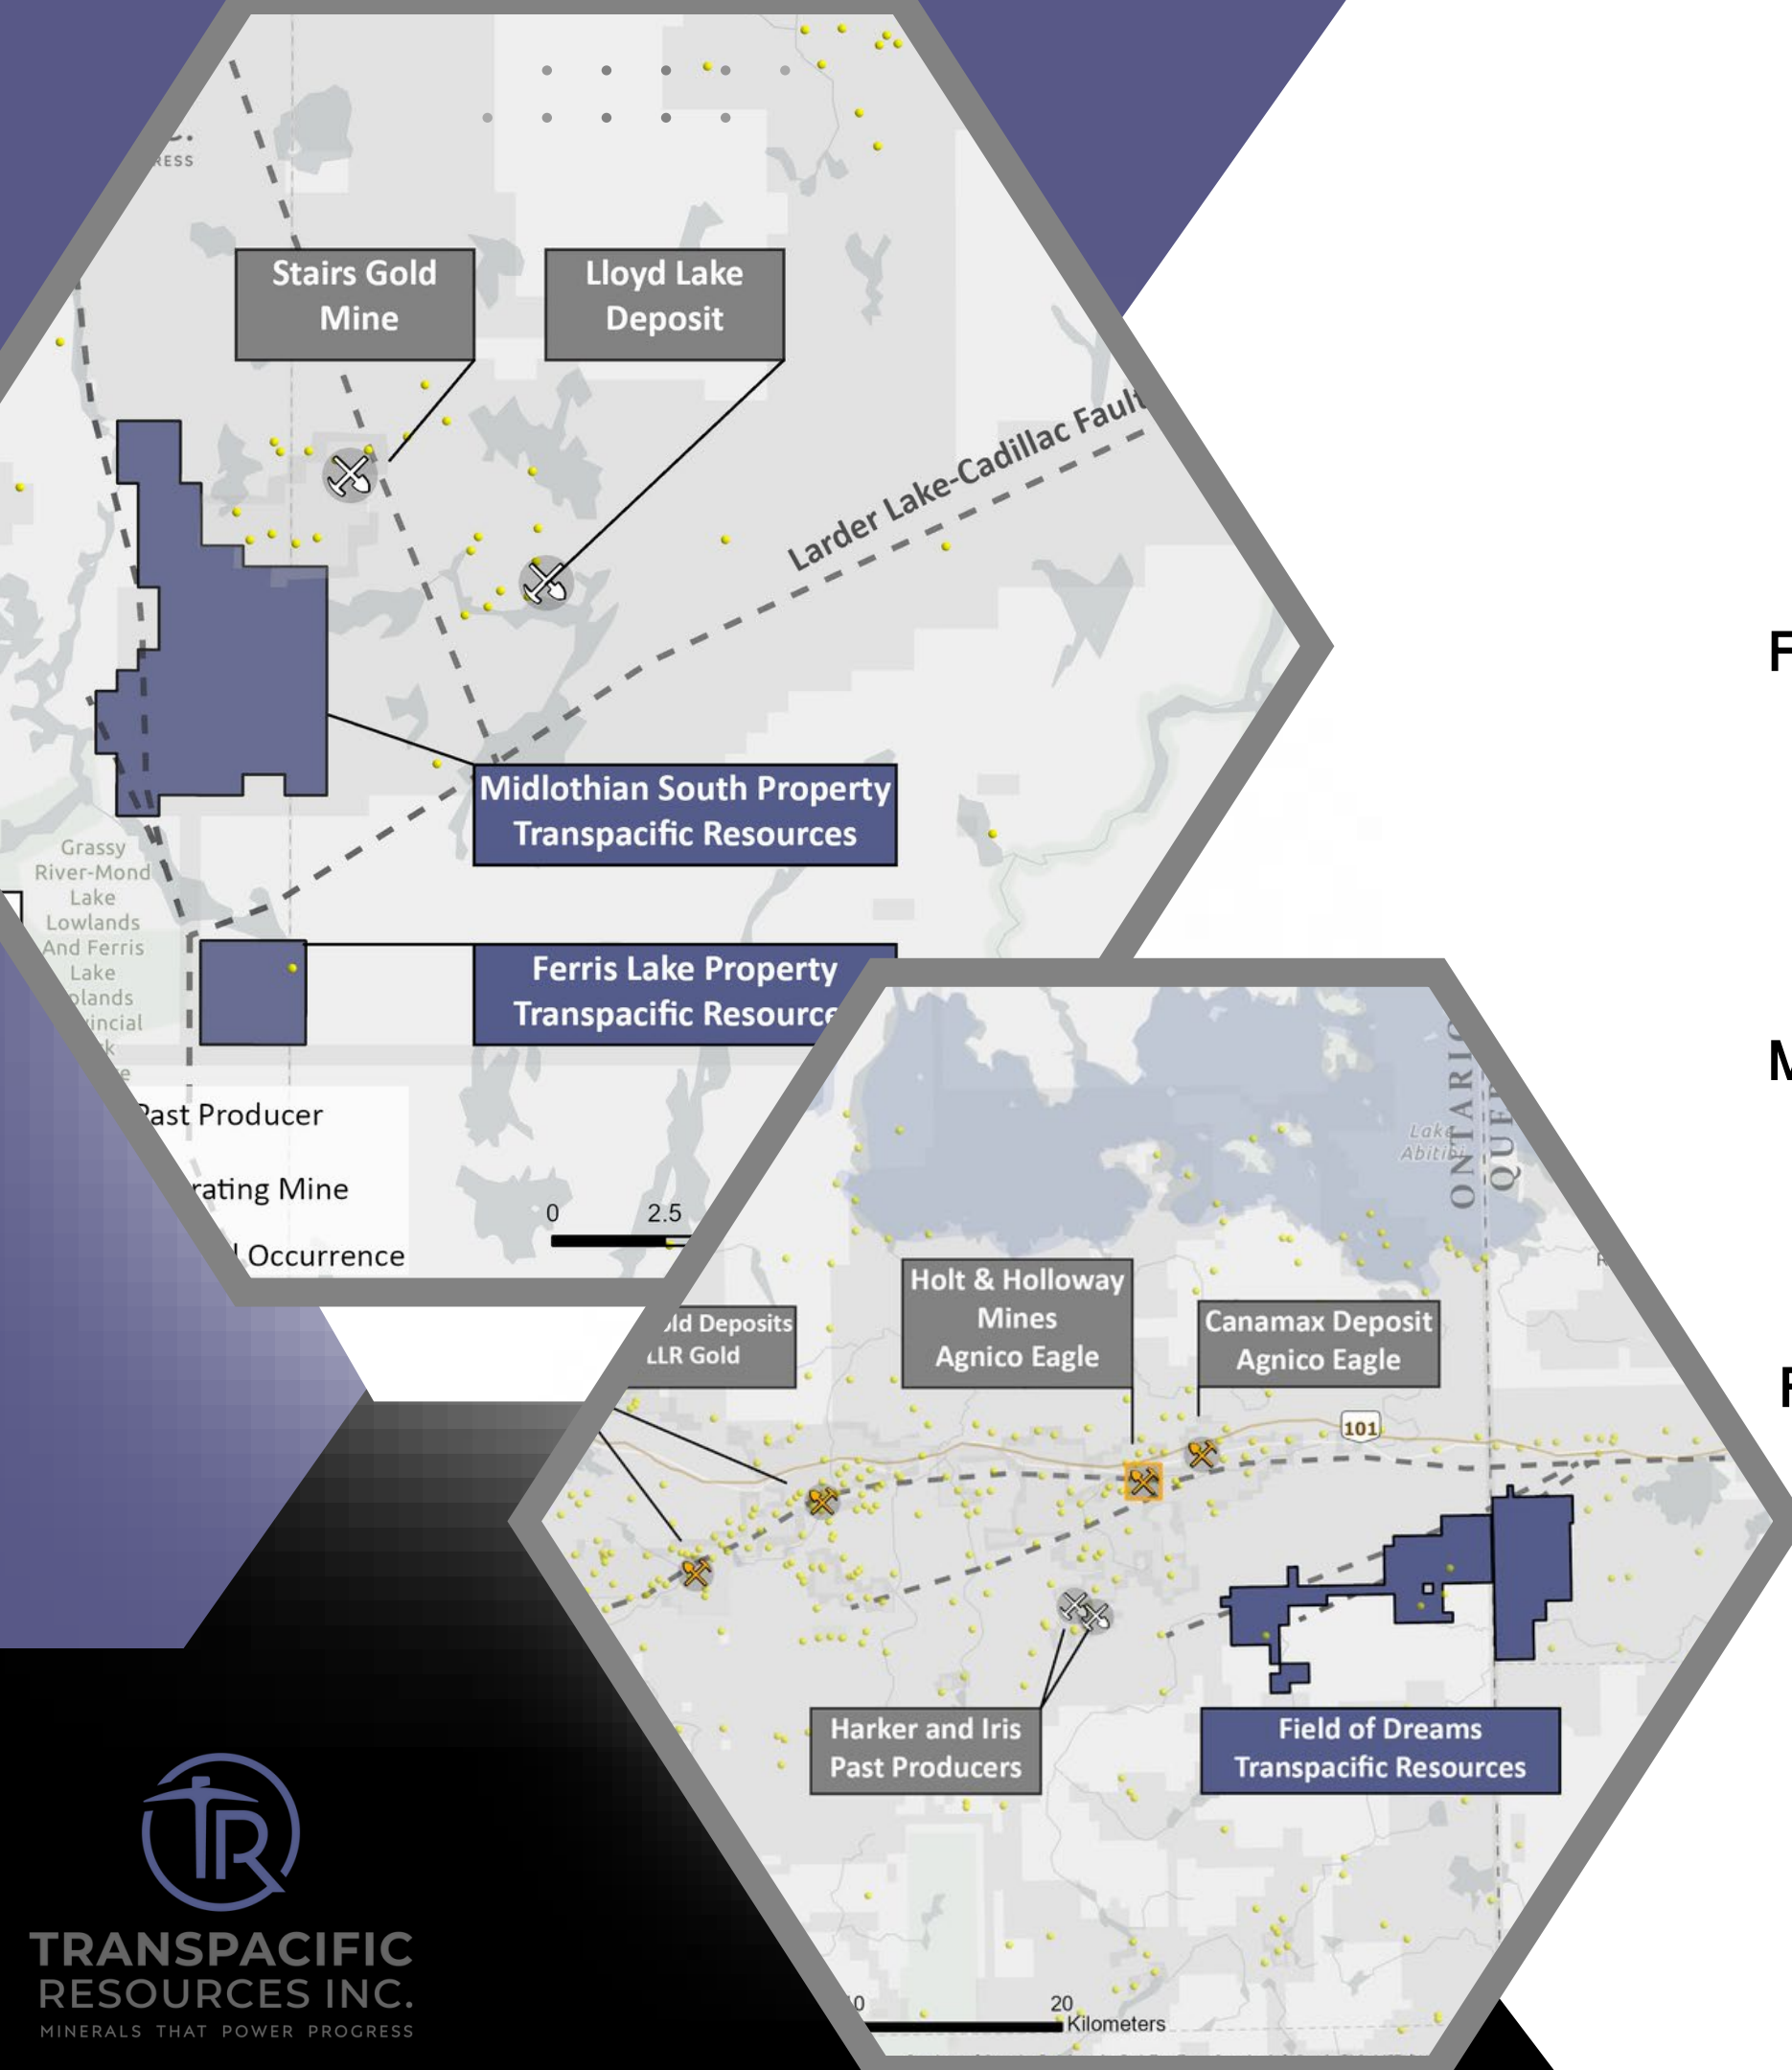 Stairs Gold
Mine
Lloyd Lake
Deposit
Larder Lake-Cadillac Fault
Midlothian South Property
Transpacific Resources
Grassy
River-Mond
Lake
Lowlands
And Ferris
Lake
Ferris Lake Property
Transpacific
Past Producer
Mine
Occurrence
0 2.5
ONTARIO
Lake
Abitibi
Deposits
LLR Gold
Holt & Holloway
Mines
Agnico Eagle
Canamax Deposit
Agnico Eagle
101
Harker and Iris
Past Producers
Field of Dreams
Transpacific Resources
20
Kilometers
TR
TRANSPACIFIC
RESOURCES INC.
MINERALS THAT POWER PROGRESS